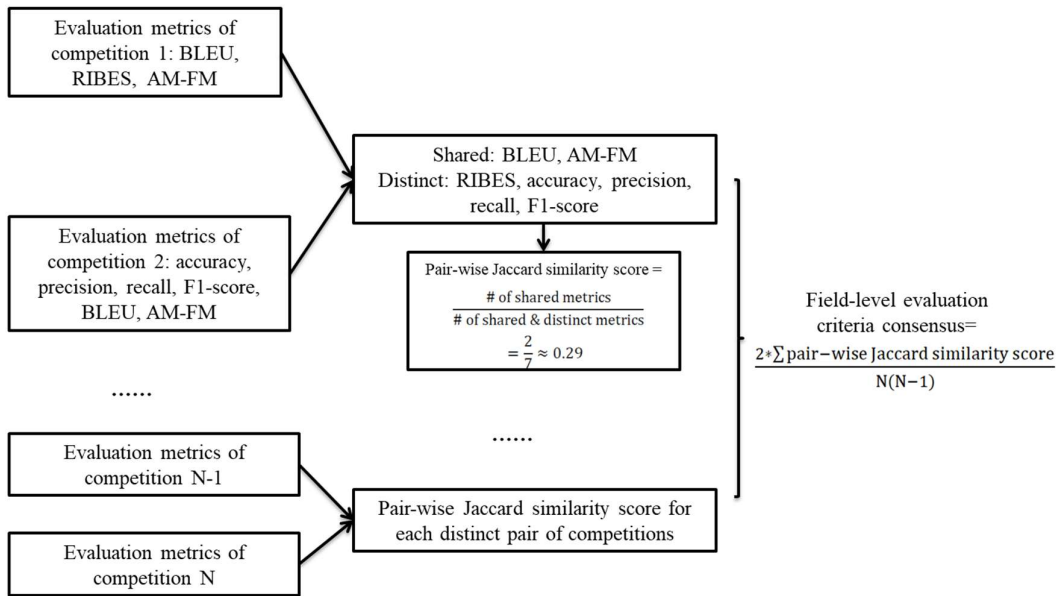 Evaluation metrics of
competition 1: BLEU,
RIBES, AM-FM
Evaluation metrics of
competition 2: accuracy,
precision, recall, F1-score,
BLEU, AM-FM
......
Evaluation metrics of
competition N-1
Evaluation metrics of
competition N
Shared: BLEU, AM-FM
Distinct: RIBES, accuracy, precision,
recall, F1-score
Pair-wise Jaccard similarity score =
# of shared metrics
# of shared & distinct metrics
= 2/7 ≈ 0.29
......
Pair-wise Jaccard similarity score for
each distinct pair of competitions
Field-level evaluation
criteria consensus=
2*∑pair−wise Jaccard similarity score
N(N−1)